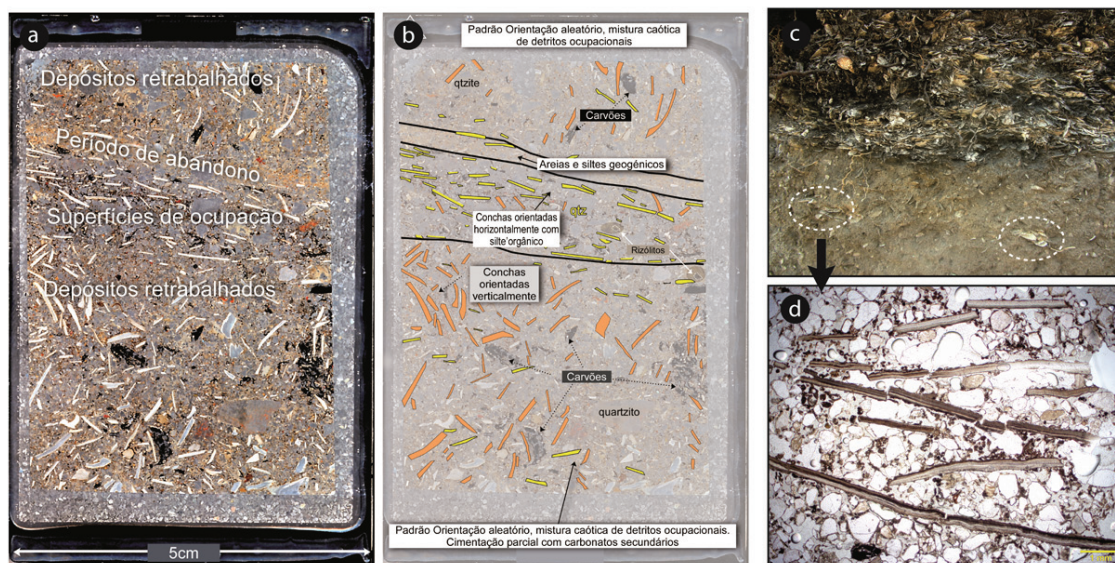 a
Depósitos retrabalhados
Período de abandono
Superfícies de ocupação
Depósitos retrabalhados
5cm
b
Padrão Orientação aleatório, mistura caótica
de detritos ocupacionais
qtzite
Carvões
Areias e siltes geogénicos
qtz
Conchas orientadas
horizontalmente com
silte'orgânico
Rizólitos
Conchas
orientadas
verticalmente
Carvões
quartzito
Padrão Orientação aleatório, mistura caótica de detritos ocupacionais.
Cimentação parcial com carbonatos secundários
c
d